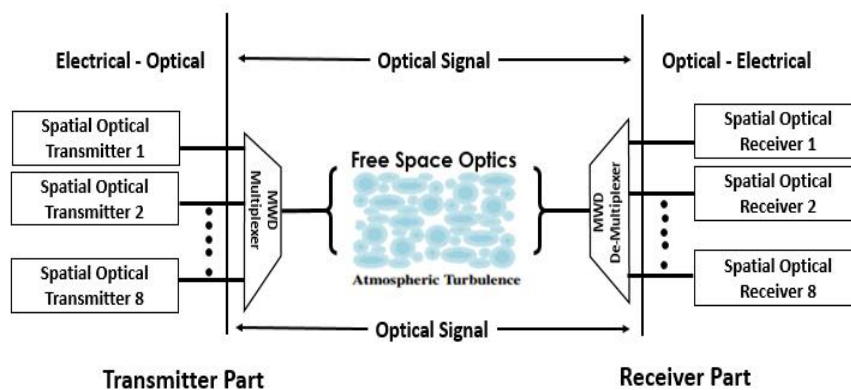 Electrical - Optical
Optical Signal
Optical - Electrical
Spatial Optical
Transmitter 1
Spatial Optical
Transmitter 2
Spatial Optical
Transmitter 8
MWD
Multiplexer
Free Space Optics
Atmospheric Turbulence
MWD
De-Multiplexer
Spatial Optical
Receiver 1
Spatial Optical
Receiver 2
Spatial Optical
Receiver 8
Optical Signal
Transmitter Part
Receiver Part